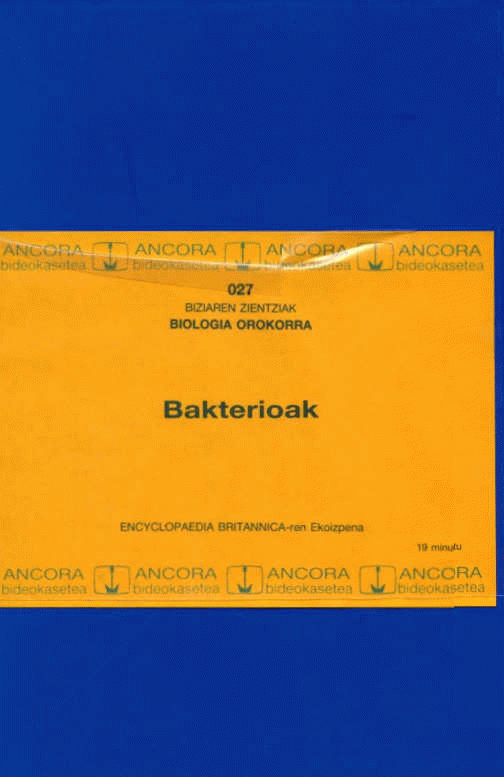 ANCORA ANCORA ANCORA ANCORA
bideokasetea bideokasetea bideokasetea bideokasetea
027
BIZIAREN ZIENTZIAK
BIOLOGIA OROKORRA
Bakterioak
ENCYCLOPAEDIA BRITANNICA-ren Ekoizpena
19 minutu
ANCORA ANCORA ANCORA ANCORA
bideokasetea bideokasetea bideokasetea bideokasetea